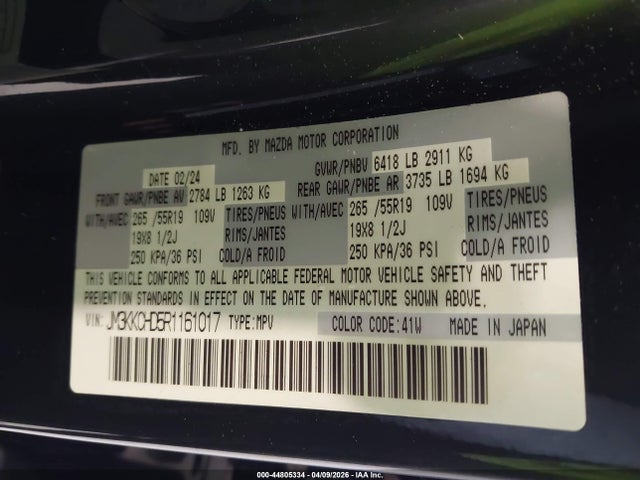 MFD. BY MAZDA MOTOR CORPORATION
DATE 02/24 GVWR/PNBV 6418 LB 2911 KG
FRONT GAWR/PNBE AV 2784 LB 1263 KG REAR GAWR/PNBE AR 3735 LB 1694 KG
WITH/AVEC 265 /55R19 109V TIRES/PNEUS WITH/AVEC 265 /55R19 109V TIRES/PNEUS
19X8 1/2J RIMS/JANTES 19X8 1/2J RIMS/JANTES
250 KPA/36 PSI COLD/A FROID 250 KPA/36 PSI COLD/A FROID
THIS VEHICLE CONFORMS TO ALL APPLICABLE FEDERAL MOTOR VEHICLE SAFETY AND THEFT
PREVENTION STANDARDS IN EFFECT ON THE DATE OF MANUFACTURE SHOWN ABOVE.
VIN: JM3KKCHD5R1161017 TYPE:MPV COLOR CODE:41W MADE IN JAPAN
000-44805334 - 04/09/2026 - IAA Inc.